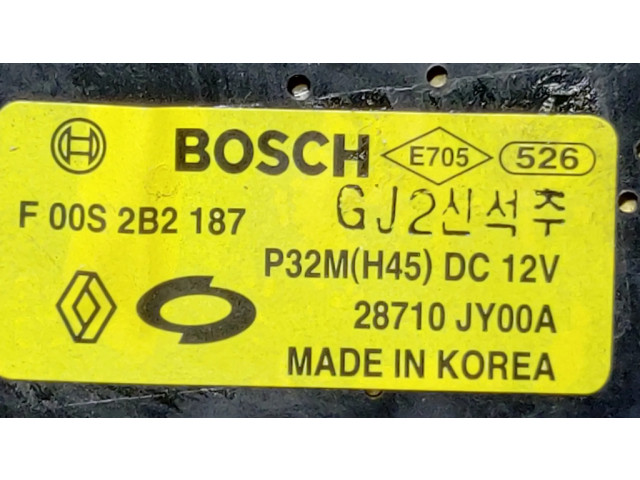 BOSCH E705 526
F 00S 2B2 187 GJ2신석주
P32M(H45) DC 12V
28710 JY00A
MADE IN KOREA